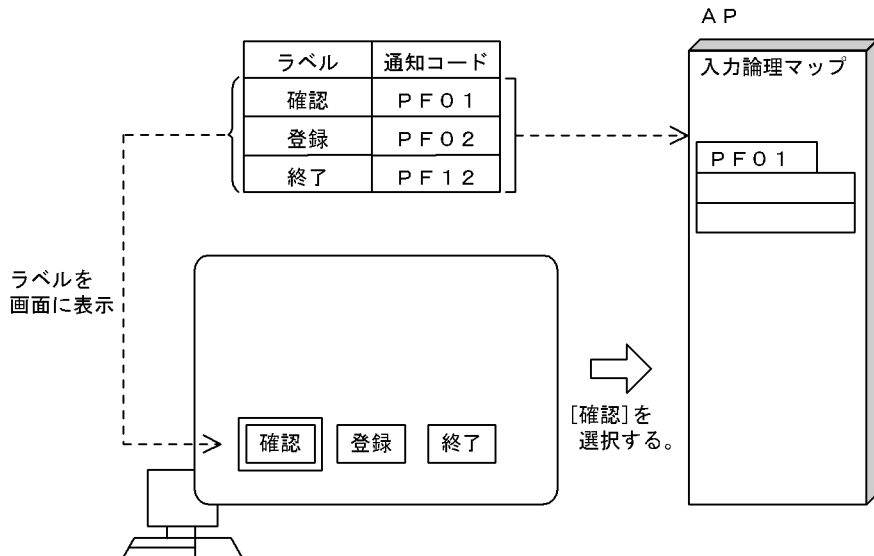 ＡＰ
ラベル 通知コード
確認 ＰＦ０１
登録 ＰＦ０２
終了 ＰＦ１２
入力論理マップ
ＰＦ０１
ラベルを
画面に表示
確認 登録 終了
[確認]を
選択する。